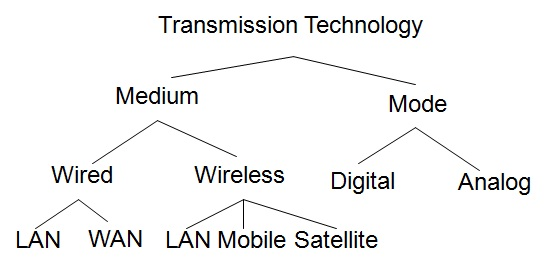 Transmission Technology
Medium Mode
Wired Wireless Digital Analog
LAN WAN LAN Mobile Satellite